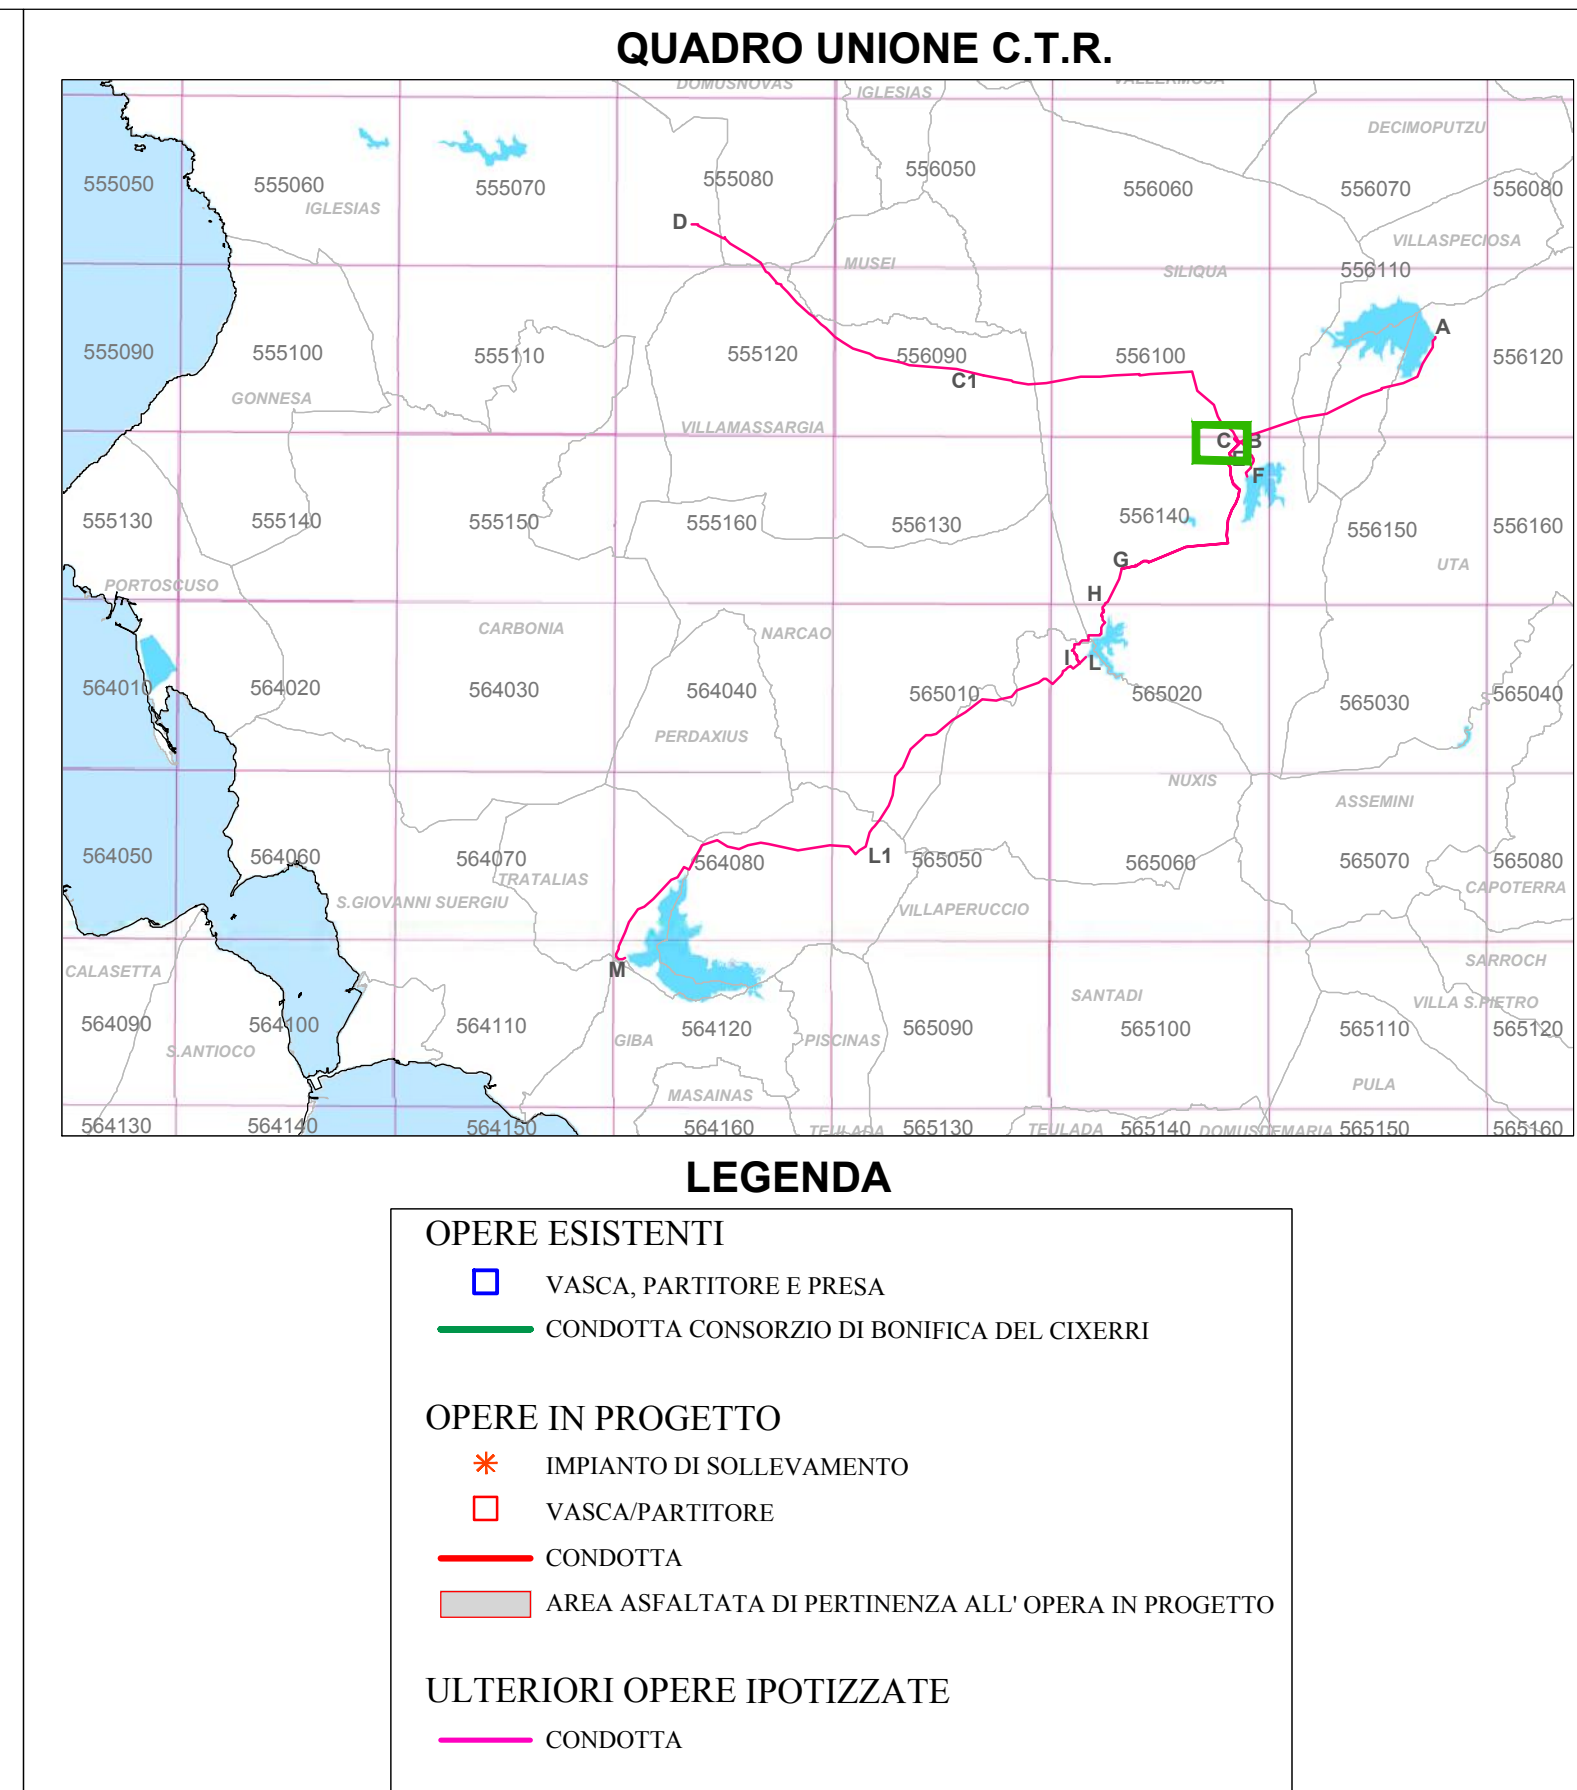 QUADRO UNIONE C.T.R.
DOMUSNOVAS
IGLESIAS
VALLERMOSA
DECIMOPUTZU
555050
555060
555070
555080
556050
556060
556070
556080
IGLESIAS
D
VILLASPECIOSA
MUSEI
SILIQUA
556110
A
555090
555100
555110
555120
556090
556100
556120
C1
GONNESA
VILLAMASSARGIA
C
B
E
F
555130
555140
555150
555160
556130
556140
556150
556160
G
UTA
PORTOSCUSO
H
CARBONIA
NARCAO
I
L
564010
564020
564030
564040
565010
565020
565030
565040
PERDAXIUS
NUXIS
ASSEMINI
564050
564060
564070
564080
L1
565050
565060
565070
565080
TRATALIAS
CAPOTERRA
S.GIOVANNI SUERGIU
VILLAPERUCCIO
CALASETTA
M
SARROCH
SANTADI
VILLA S.PIETRO
564090
564100
564110
564120
565090
565100
565110
565120
S.ANTIOCO
GIBA
PISCINAS
PULA
MASAINAS
564130
564140
564150
564160
TEULADA
565130
TEULADA
565140
DOMUSDEMARIA
565150
565160
LEGENDA
OPERE ESISTENTI
VASCA, PARTITORE E PRESA
CONDOTTA CONSORZIO DI BONIFICA DEL CIXERRI
OPERE IN PROGETTO
IMPIANTO DI SOLLEVAMENTO
VASCA/PARTITORE
CONDOTTA
AREA ASFALTATA DI PERTINENZA ALL' OPERA IN PROGETTO
ULTERIORI OPERE IPOTIZZATE
CONDOTTA